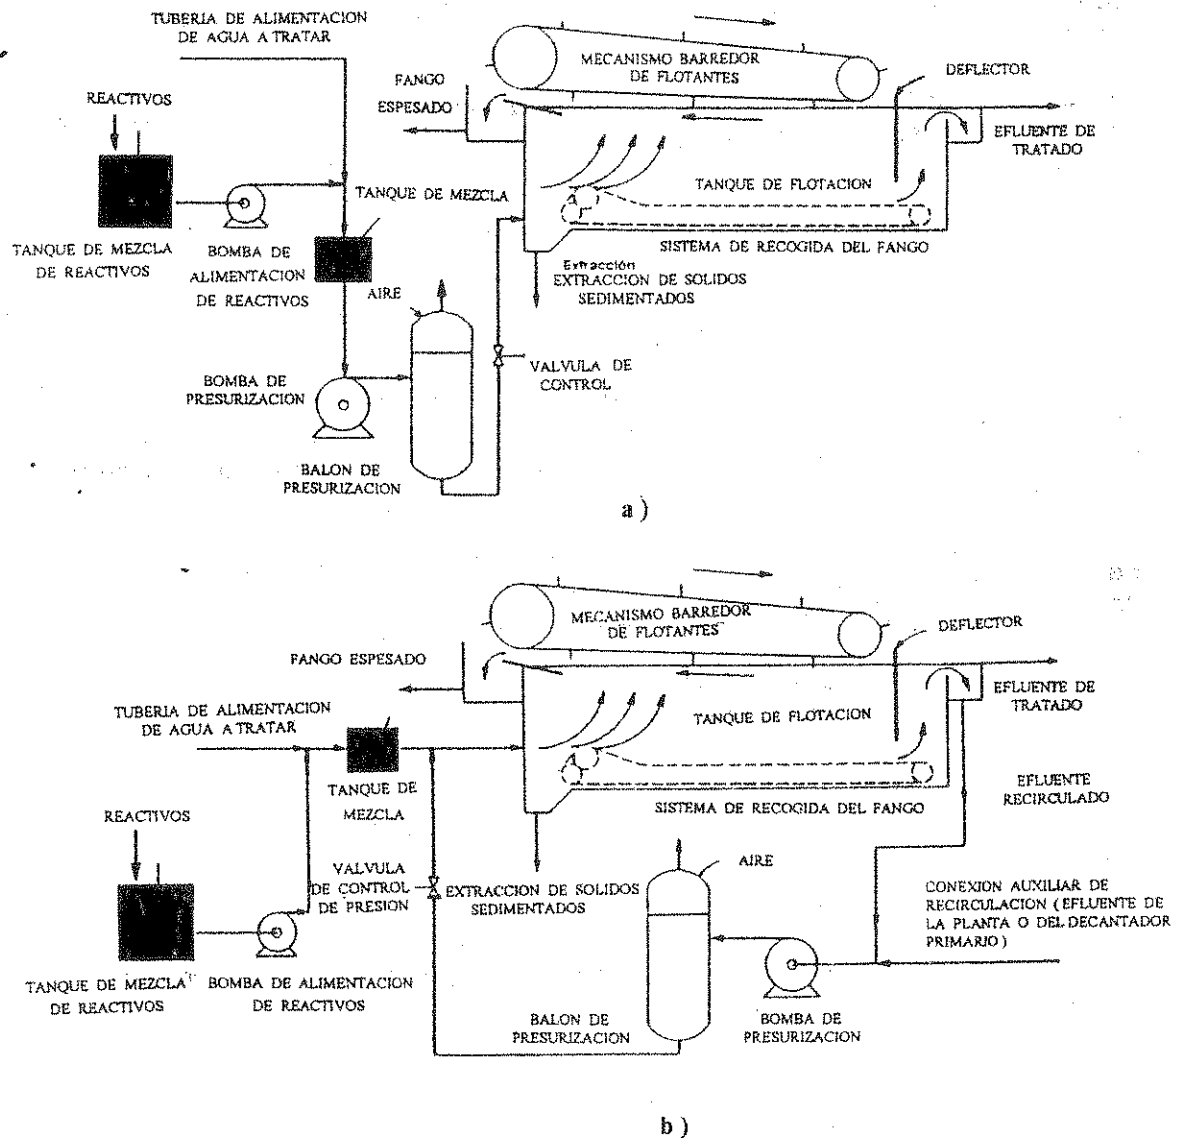 TUBERIA DE ALIMENTACION
DE AGUA A TRATAR
REACTIVOS
TANQUE DE MEZCLA
DE REACTIVOS
BOMBA DE
ALIMENTACION
DE REACTIVOS
TANQUE DE MEZCLA
AIRE
BOMBA DE
PRESURIZACION
BALON DE
PRESURIZACION
VALVULA DE
CONTROL
FANGO
ESPESADO
MECANISMO BARREDOR
DE FLOTANTES
DEFLECTOR
EFLUENTE DE
TRATADO
TANQUE DE FLOTACION
SISTEMA DE RECOGIDA DEL FANGO
Extracción
EXTRACCION DE SOLIDOS
SEDIMENTADOS
a )
MECANISMO BARREDOR
DE FLOTANTES
DEFLECTOR
FANGO ESPESADO
EFLUENTE DE
TRATADO
TUBERIA DE ALIMENTACION
DE AGUA A TRATAR
TANQUE DE FLOTACION
TANQUE DE
MEZCLA
SISTEMA DE RECOGIDA DEL FANGO
EFLUENTE
RECIRCULADO
REACTIVOS
VALVULA
DE CONTROL
DE PRESION
EXTRACCION DE SOLIDOS
SEDIMENTADOS
AIRE
CONEXION AUXILIAR DE
RECIRCULACION ( EFLUENTE DE
LA PLANTA O DEL DECANTADOR
PRIMARIO )
TANQUE DE MEZCLA
DE REACTIVOS
BOMBA DE ALIMENTACION
DE REACTIVOS
BALON DE
PRESURIZACION
BOMBA DE
PRESURIZACION
b )